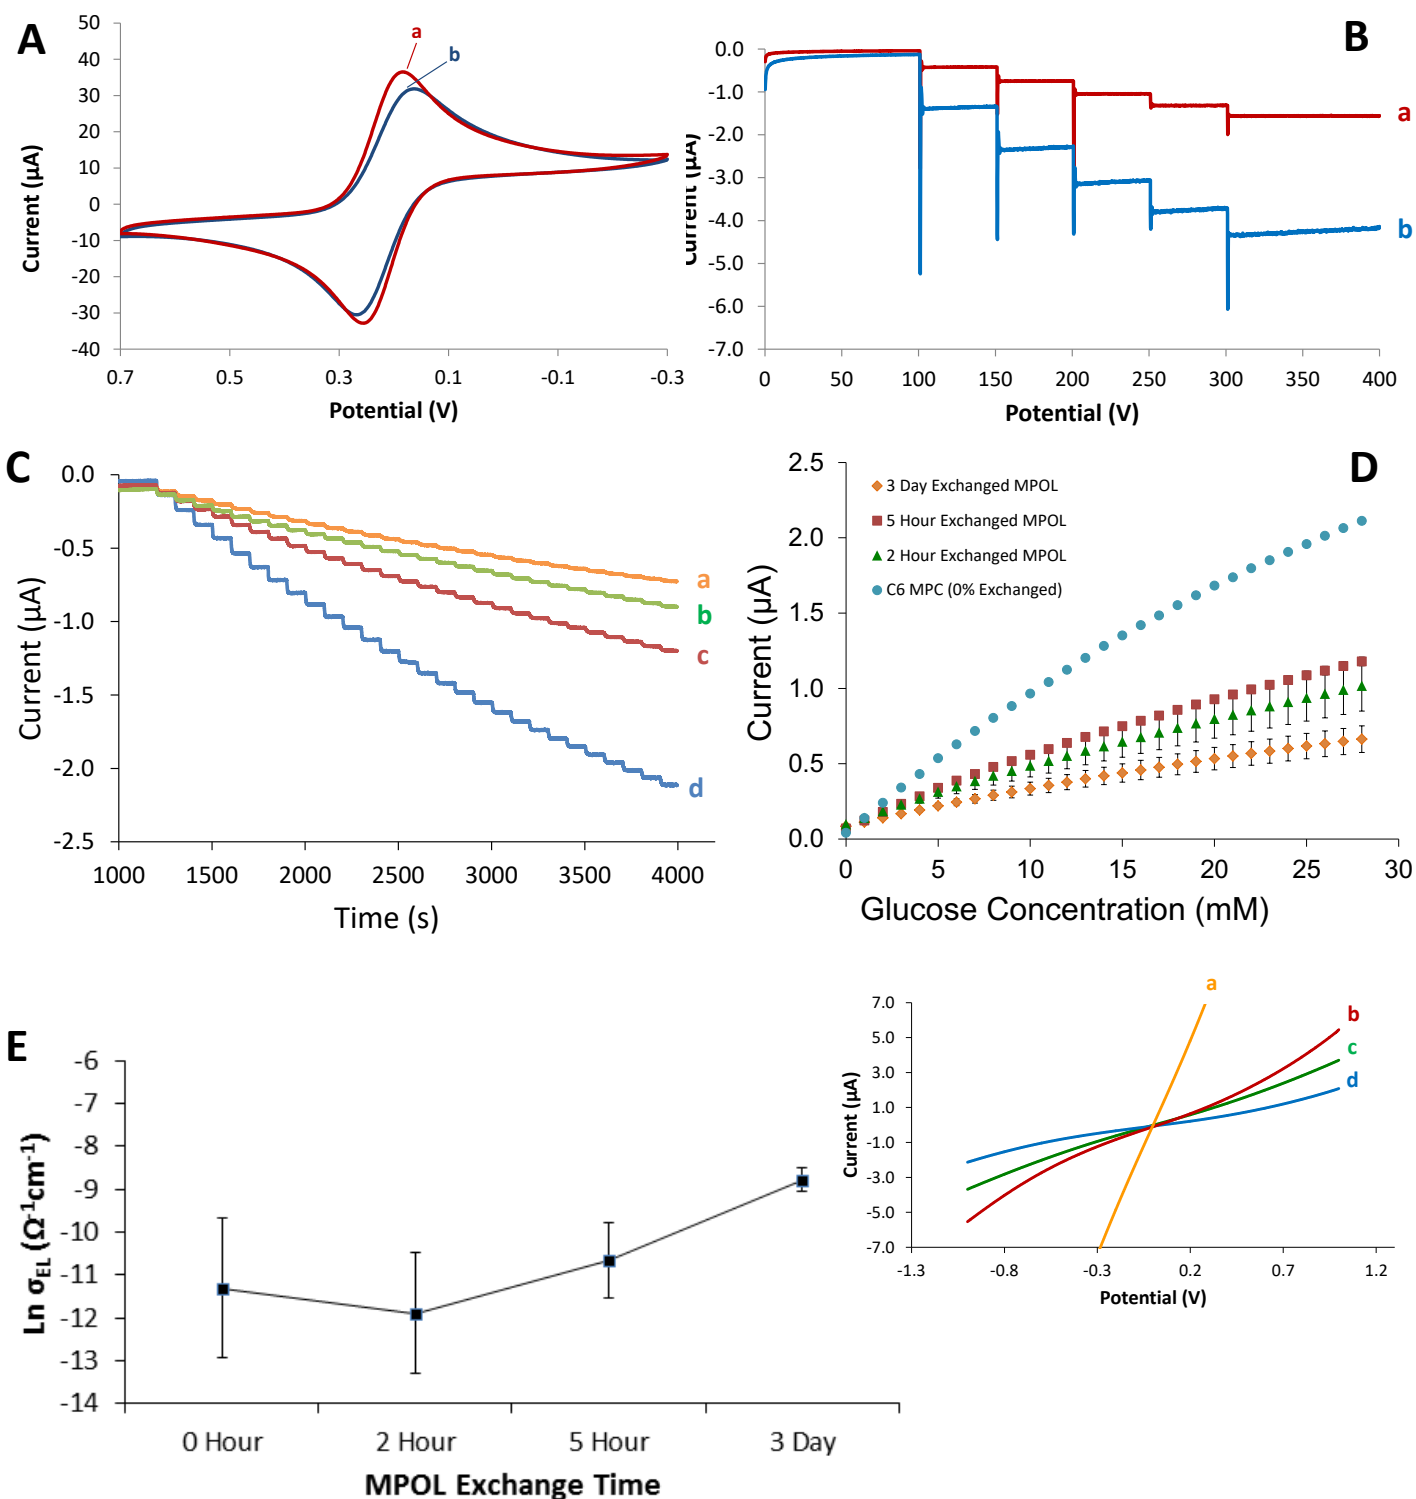 A
50
40
30
20
10
0
-10
-20
-30
-40
Current (µA)
a
b
0.7 0.5 0.3 0.1 -0.1 -0.3
Potential (V)
B
0.0
-1.0
-2.0
-3.0
-4.0
-5.0
-6.0
-7.0
Current (µA)
a
b
0 50 100 150 200 250 300 350 400
Potential (V)
C
0.0
-0.5
-1.0
-1.5
-2.0
-2.5
Current (µA)
a
b
c
d
1000 1500 2000 2500 3000 3500 4000
Time (s)
D
2.5
2.0
1.5
1.0
0.5
0.0
Current (µA)
3 Day Exchanged MPOL
5 Hour Exchanged MPOL
2 Hour Exchanged MPOL
C6 MPC (0% Exchanged)
0 5 10 15 20 25 30
Glucose Concentration (mM)
E
-6
-7
-8
-9
-10
-11
-12
-13
-14
Ln σEL (Ω-1cm-1)
0 Hour 2 Hour 5 Hour 3 Day
MPOL Exchange Time
7.0
5.0
3.0
1.0
-1.0
-3.0
-5.0
-7.0
Current (µA)
a
b
c
d
-1.3 -0.8 -0.3 0.2 0.7 1.2
Potential (V)